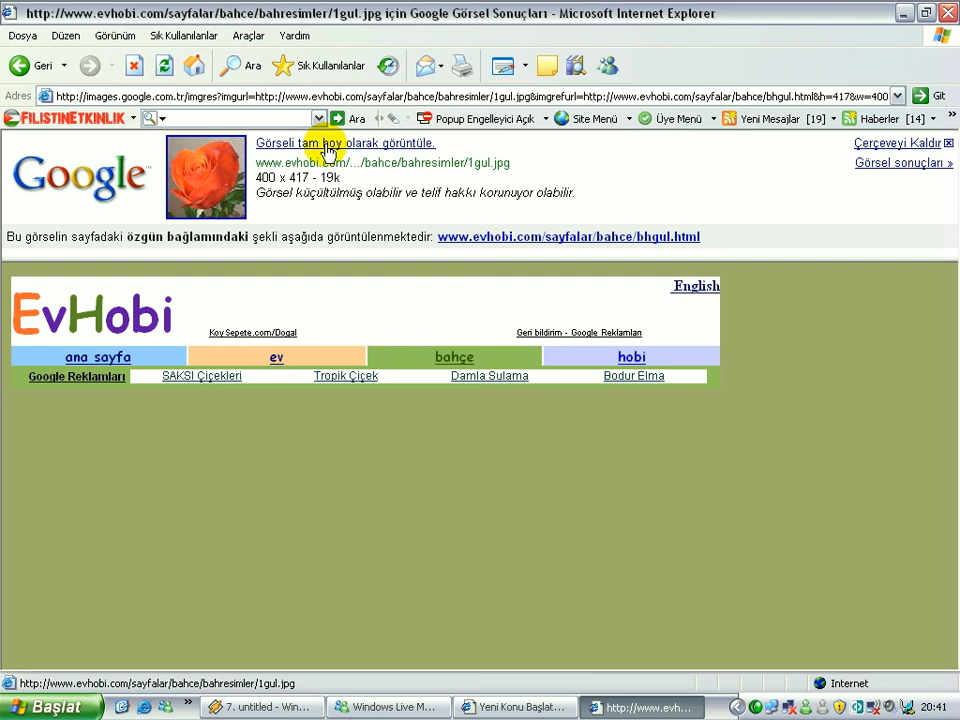 http://www.evhobi.com/sayfalar/bahce/bahresimler/1gul.jpg için Google Görsel Sonuçları - Microsoft Internet Explorer
Dosya Düzen Görünüm Sık Kullanılanlar Araçlar Yardım
Geri Ara Sık Kullanılanlar
Adres http://images.google.com.tr/imgres?imgurl=http://www.evhobi.com/sayfalar/bahce/bahresimler/1gul.jpg&imgrefurl=http://www.evhobi.com/sayfalar/bahce/bhgul.html&h=417&w=400 Git
FILISTINETKINLIK Ara Popup Engelleyici Açık Site Menü Üye Menü Yeni Mesajlar [19] Haberler [14]
Google
Görseli tam boy olarak görüntüle.
www.evhobi.com/.../bahce/bahresimler/1gul.jpg
400 x 417 - 19k
Görsel küçültülmüş olabilir ve telif hakkı korunuyor olabilir.
Çerçeveyi Kaldır
Görsel sonuçları »
Bu görselin sayfadaki özgün bağlamındaki şekli aşağıda görüntülenmektedir: www.evhobi.com/sayfalar/bahce/bhgul.html
English
EvHobi
Koy Sepete.com/Dogal Geri bildirim - Google Reklamları
ana sayfa ev bahçe hobi
Google Reklamları SAKSI Çiçekleri Tropik Çiçek Damla Sulama Bodur Elma
http://www.evhobi.com/sayfalar/bahce/bahresimler/1gul.jpg Internet
Başlat 7. untitled - Win... Windows Live M... Yeni Konu Başlat... http://www.evh... 20:41